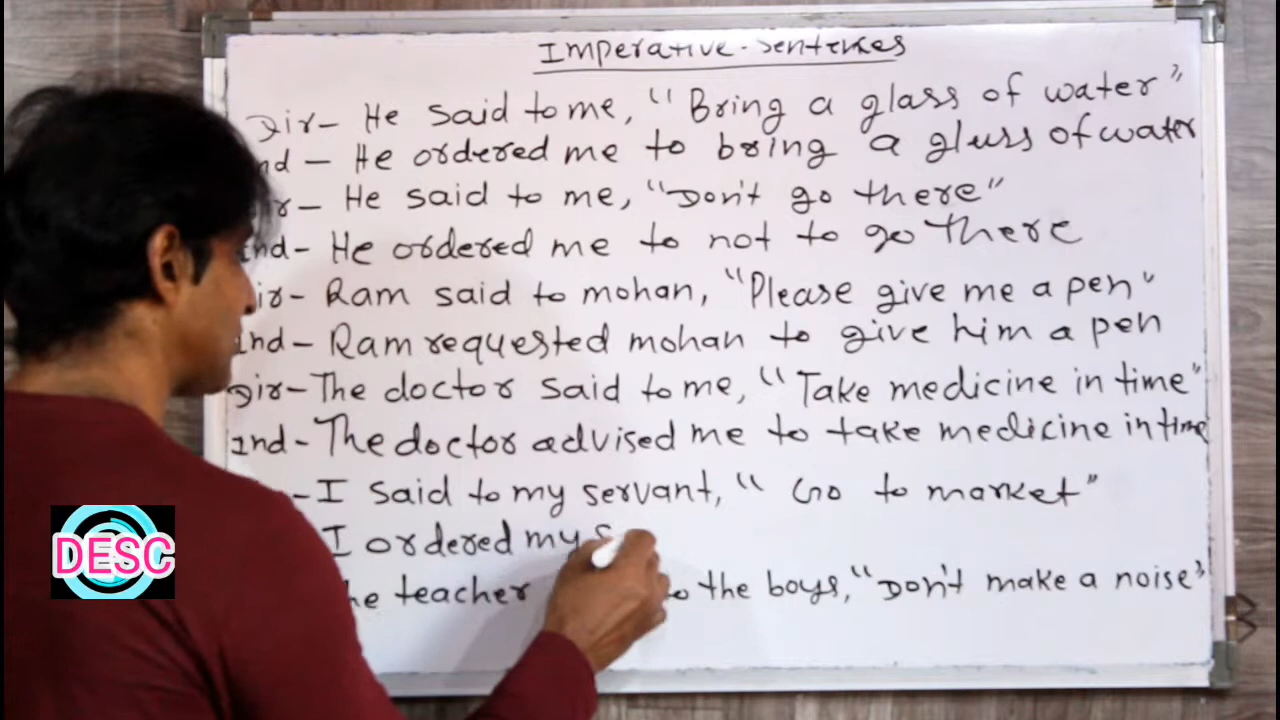 Imperative-Sentences
Dir- He said to me, "Bring a glass of water"
nd - He ordered me to bring a glass of water
r- He said to me, "Don't go there"
Ind- He ordered me to not to go there
ir- Ram said to mohan, "Please give me a pen"
Ind- Ram requested mohan to give him a pen
Dir- The doctor said to me, "Take medicine in time"
Ind- The doctor advised me to take medicine in time
- I said to my servant, " Go to market"
I ordered my s
he teacher o the boys, "Don't make a noise"
DESC